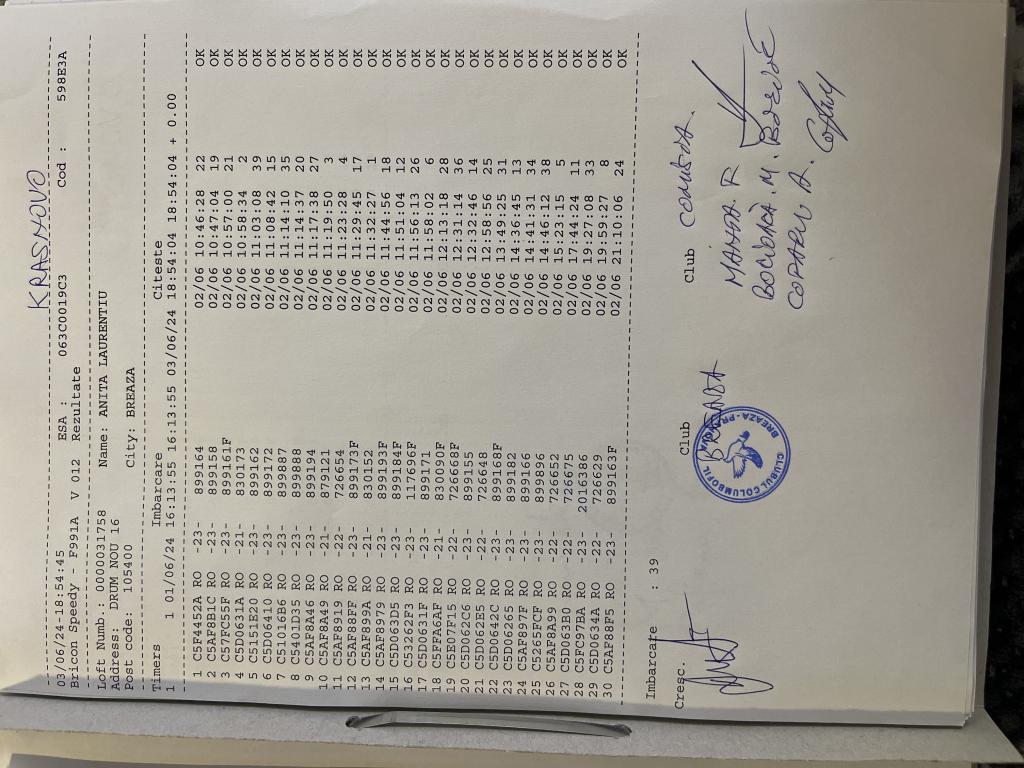 KRASNOVO
03/06/24-18:54:45 ESA : 063C0019C3 Cod : 598E3A
Bricon Speedy - F991A V 012 Rezultate
Loft Numb.: 0000031758 Name: ANITA LAURENTIU
Address: DRUM NOU 16
Post code: 105400 City: BREAZA
Timers Imbarcare Citeste
1 1 01/06/24 16:13:55 16:13:55 03/06/24 18:54:04 18:54:04 + 0.00
1 C5F4452A RO -23- 899164 02/06 10:46:28 22 OK
2 C5AF8B1C RO -23- 899158 02/06 10:47:04 19 OK
3 C57FC55F RO -23- 899161F 02/06 10:57:00 21 OK
4 C5D0631A RO -21- 830173 02/06 10:58:34 2 OK
5 C5151E20 RO -23- 899162 02/06 11:03:08 39 OK
6 C5D06410 RO -23- 899172 02/06 11:08:42 15 OK
7 C51016B6 RO -23- 899887 02/06 11:14:10 35 OK
8 C5401D35 RO -23- 899888 02/06 11:14:37 20 OK
9 C5AF8A46 RO -23- 899194 02/06 11:17:38 27 OK
10 C5AF8A49 RO -21- 879121 02/06 11:19:50 3 OK
11 C5AF8919 RO -22- 726654 02/06 11:23:28 4 OK
12 C5AF88FF RO -23- 899173F 02/06 11:29:45 17 OK
13 C5AF899A RO -21- 830152 02/06 11:32:27 1 OK
14 C5AF8979 RO -23- 899193F 02/06 11:44:56 18 OK
15 C5D063D5 RO -23- 899184F 02/06 11:51:04 12 OK
16 C53262F3 RO -23- 117696F 02/06 11:56:13 26 OK
17 C5D0631F RO -23- 899171 02/06 11:58:02 6 OK
18 C5FFA2AF RO -21- 830090F 02/06 12:13:18 28 OK
19 C5E07F15 RO -22- 726668F 02/06 12:31:14 36 OK
20 C5D062C6 RO -23- 899155 02/06 12:32:46 14 OK
21 C5D062E5 RO -22- 726648 02/06 12:58:56 25 OK
22 C5D0642C RO -23- 899168F 02/06 13:49:25 31 OK
23 C5D06265 RO -23- 899182 02/06 14:36:45 13 OK
24 C5AF897F RO -23- 899166 02/06 14:41:31 34 OK
25 C5265FCF RO -23- 899896 02/06 14:46:12 38 OK
26 C5AF8A99 RO -22- 726652 02/06 15:23:15 5 OK
27 C5D063B0 RO -22- 726675 02/06 17:44:24 11 OK
28 C5FC97BA RO -23- 2016386 02/06 19:27:08 33 OK
29 C5D0634A RO -22- 726629 02/06 19:59:27 8 OK
30 C5AF88F5 RO -23- 899163F 02/06 21:10:06 24 OK
Imbarcare : 39
Cresc. Club Club
BREAZA
CLUBUL COLUMBOFIL BREAZA-PRAHOVA